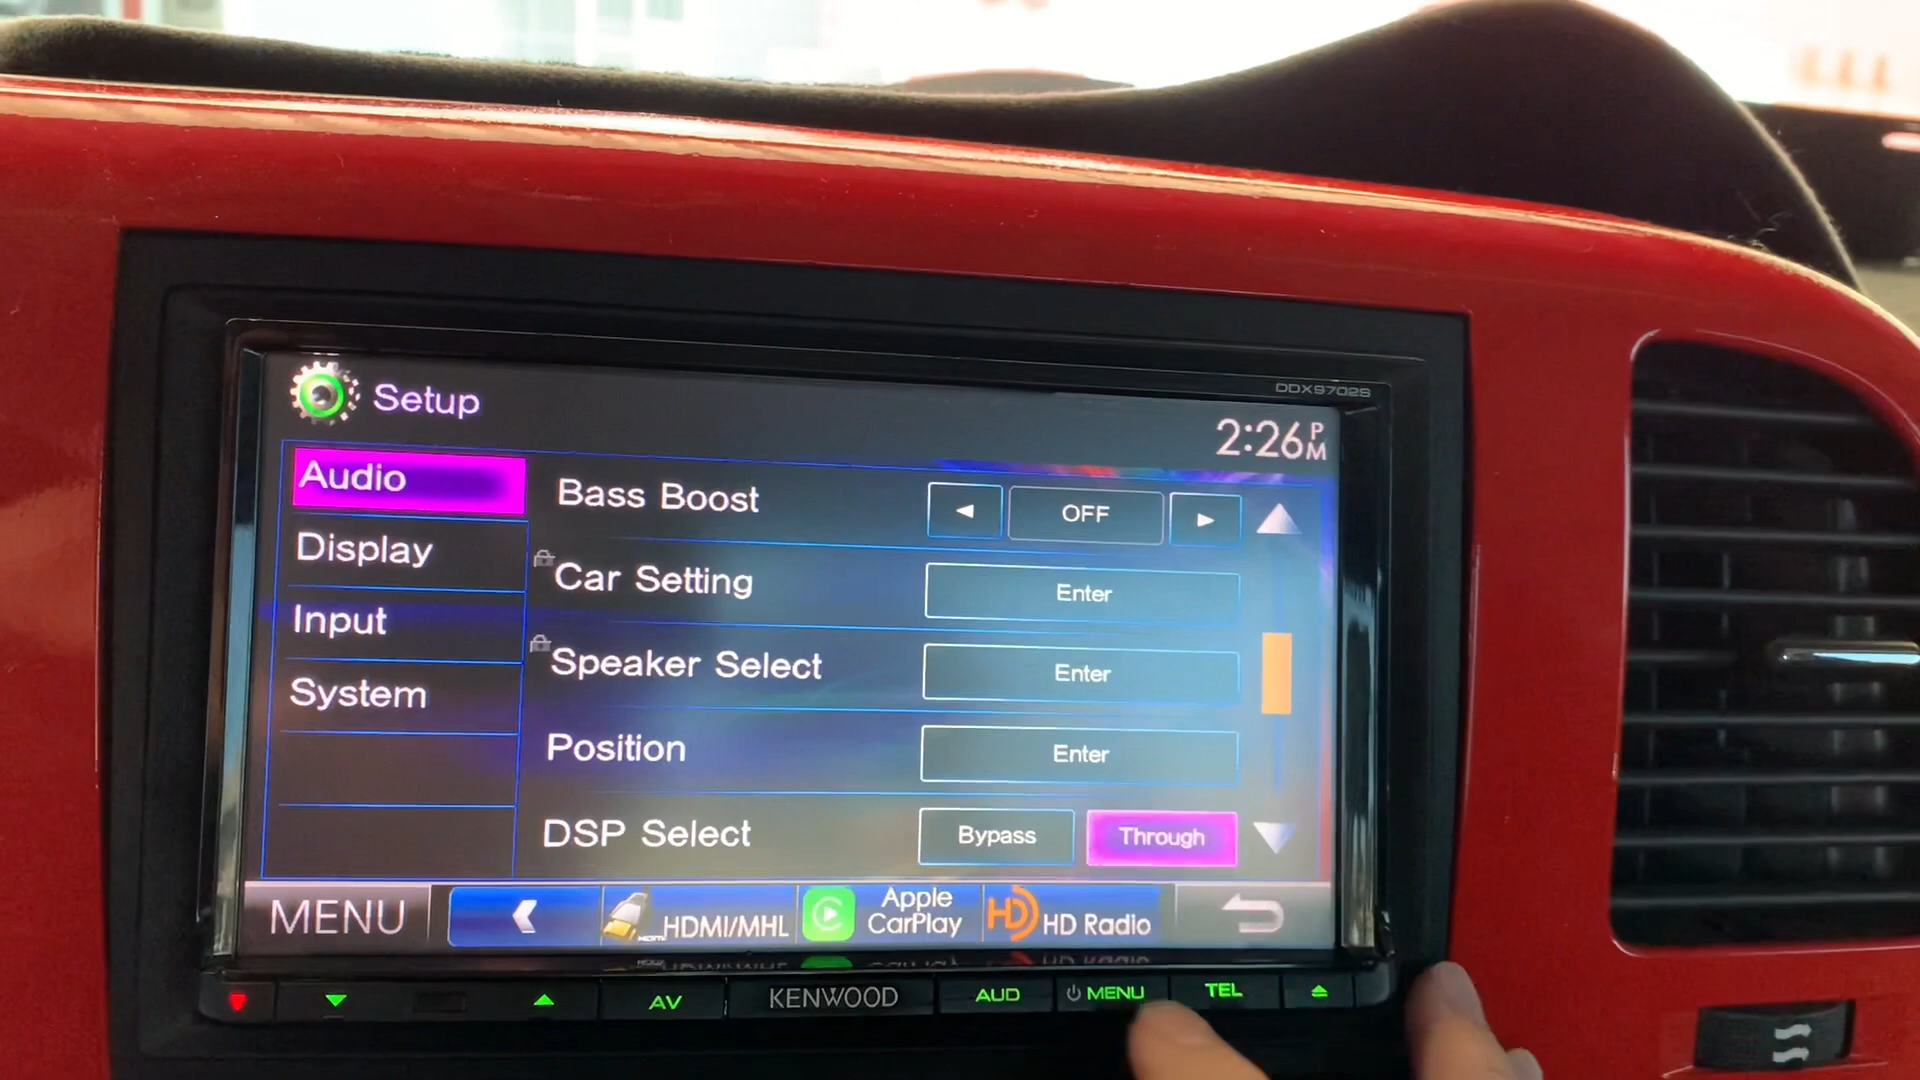 DDX9702S
Setup
2:26 PM
Audio
Display
Input
System
Bass Boost
OFF
Car Setting
Enter
Speaker Select
Enter
Position
Enter
DSP Select
Bypass
Through
MENU
HDMI/MHL
Apple
CarPlay
HD Radio
AV
KENWOOD
AUD
MENU
TEL